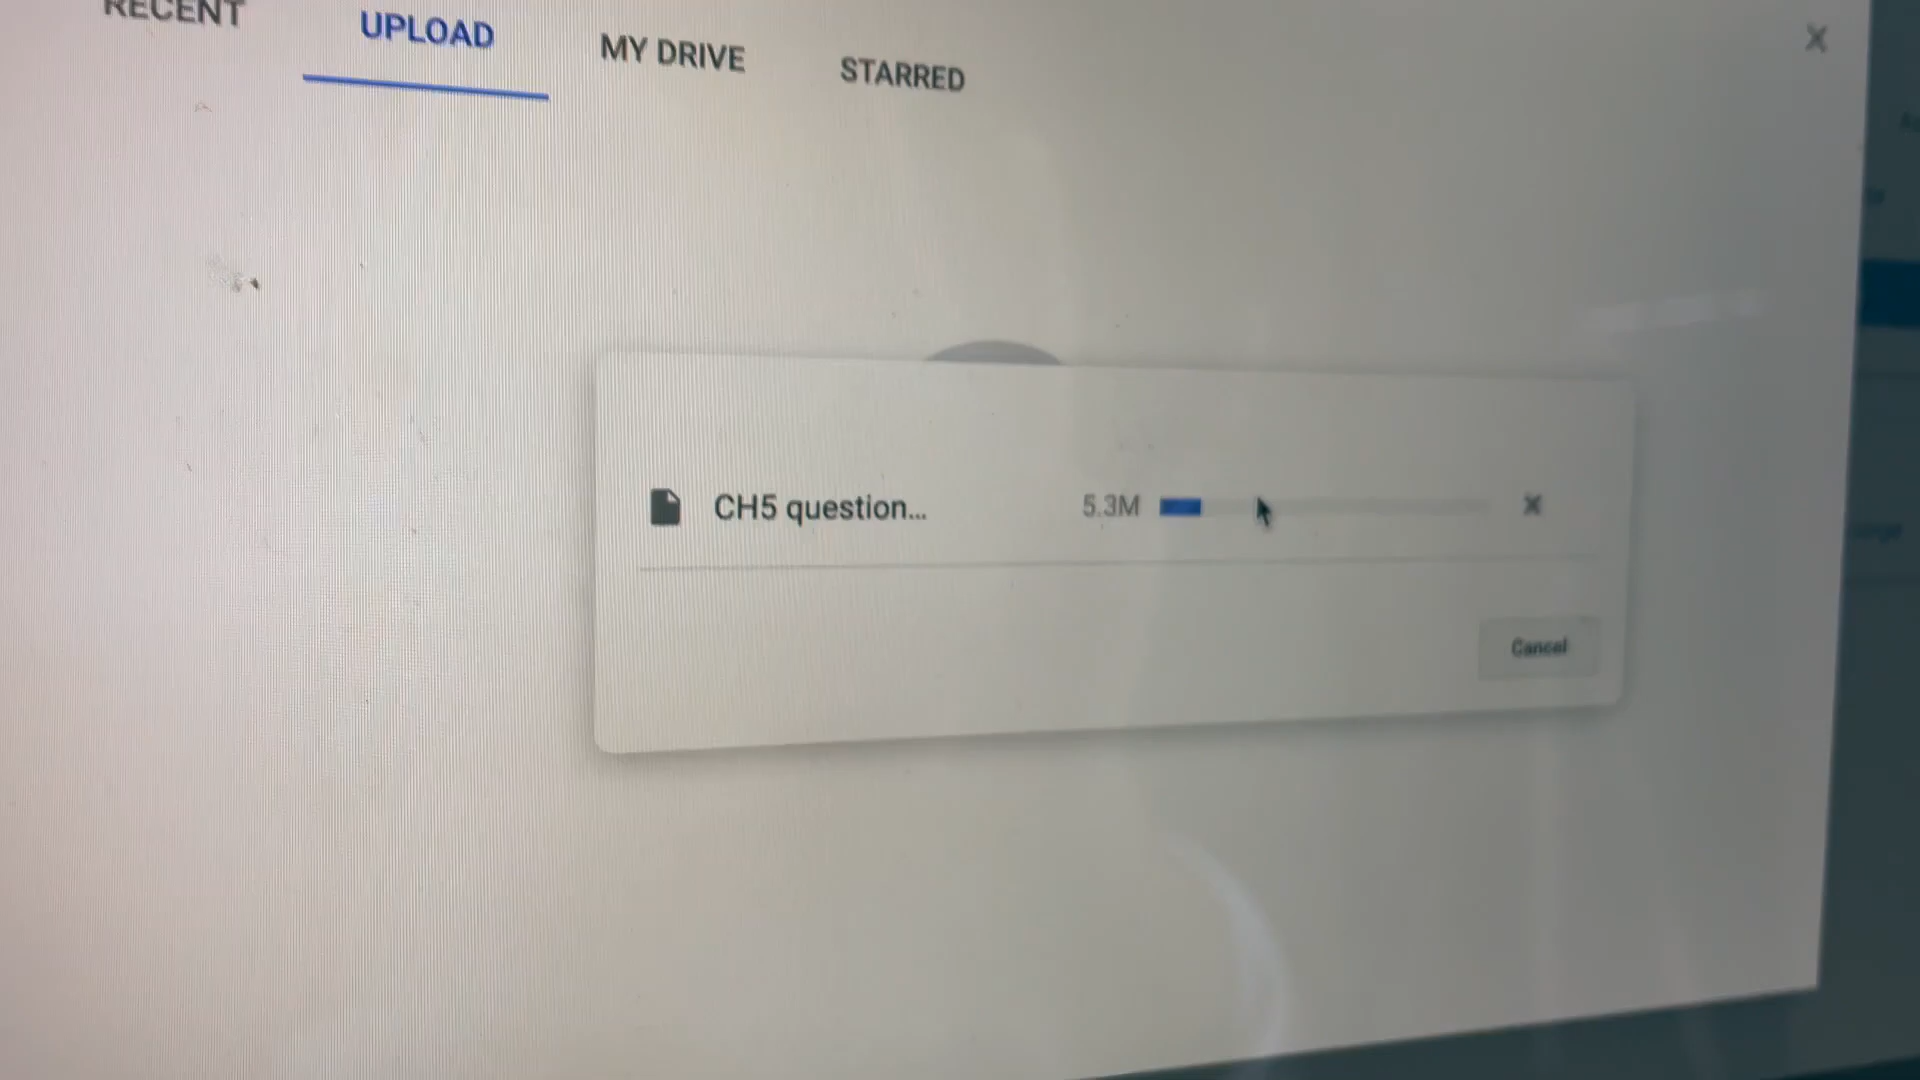 RECENT
UPLOAD
MY DRIVE
STARRED
CH5 question...
5.3M
Cancel